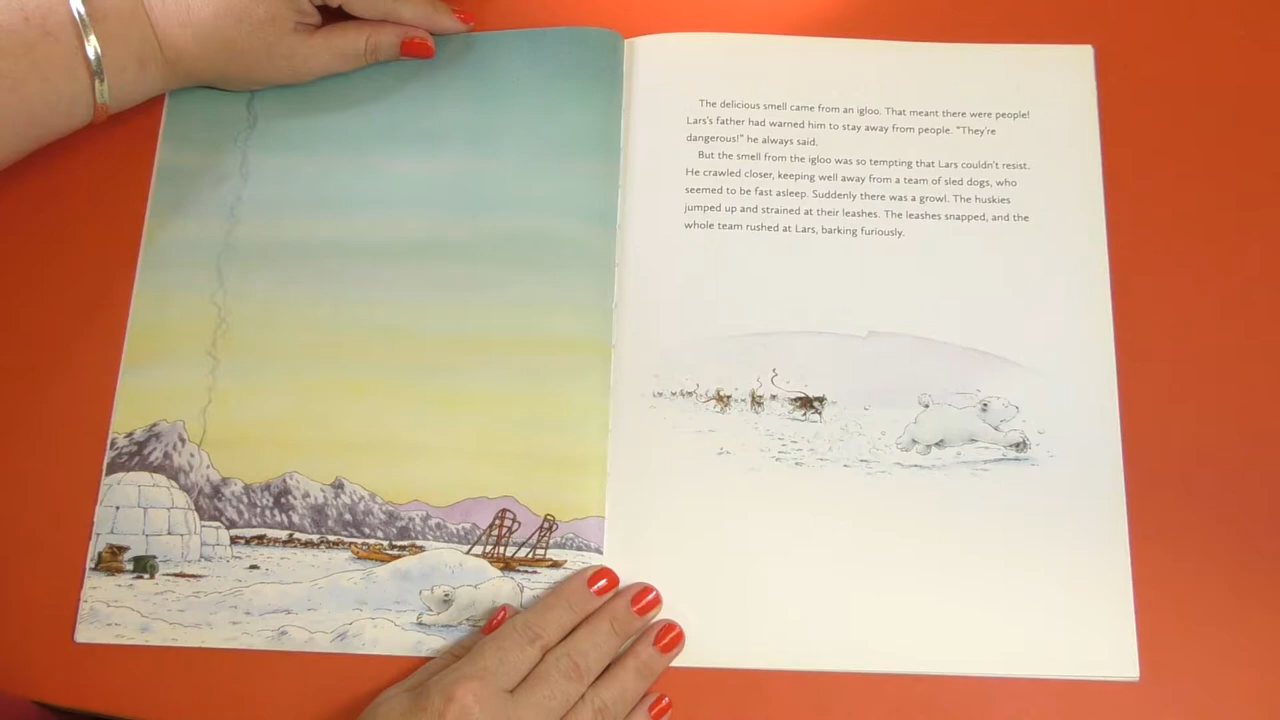 The delicious smell came from an igloo. That meant there were people!
Lars's father had warned him to stay away from people. "They're
dangerous!" he always said.
But the smell from the igloo was so tempting that Lars couldn't resist.
He crawled closer, keeping well away from a team of sled dogs, who
seemed to be fast asleep. Suddenly there was a growl. The huskies
jumped up and strained at their leashes. The leashes snapped, and the
whole team rushed at Lars, barking furiously.